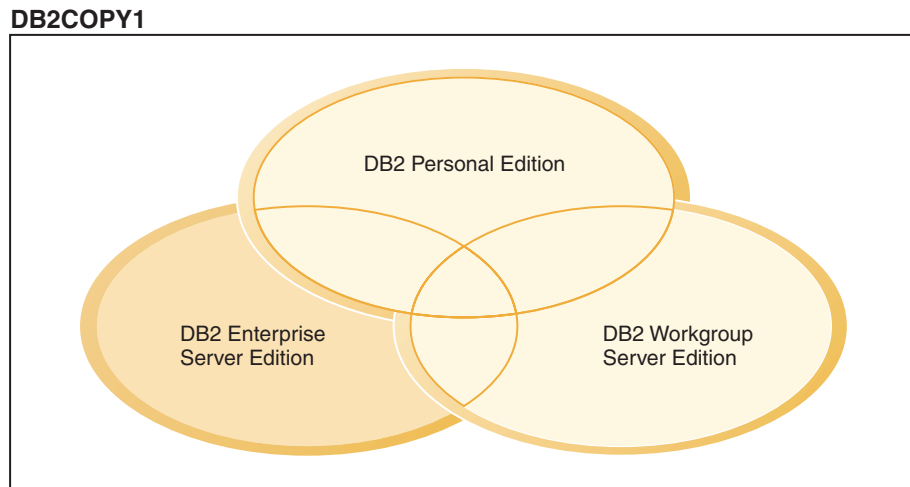 DB2COPY1
DB2 Personal Edition
DB2 Enterprise
Server Edition
DB2 Workgroup
Server Edition